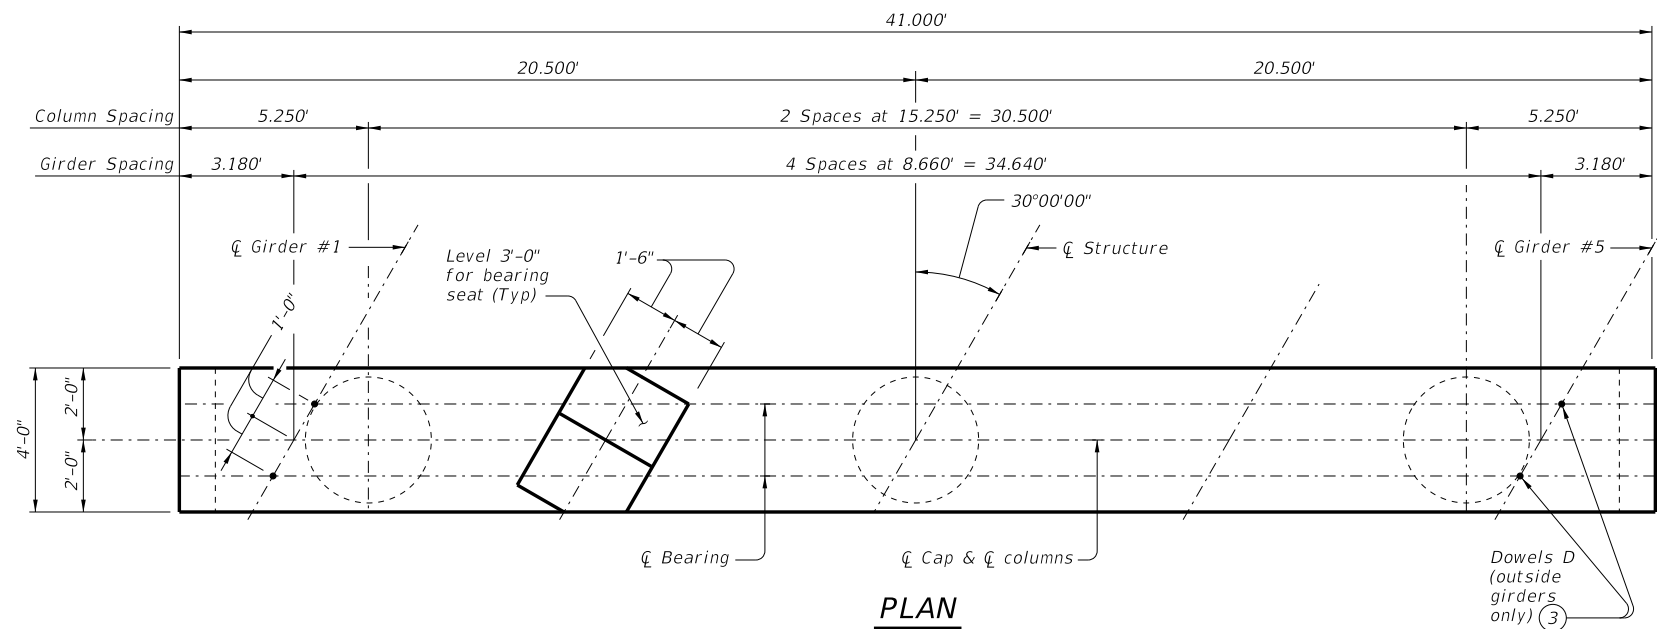 41.000'
20.500'
20.500'
Column Spacing
5.250'
2 Spaces at 15.250' = 30.500'
5.250'
Girder Spacing
3.180'
4 Spaces at 8.660' = 34.640'
3.180'
30°00'00"
℄ Girder #1
Level 3'-0"
for bearing
seat (Typ)
1'-6"
℄ Structure
℄ Girder #5
1'-0"
4'-0"
2'-0"
2'-0"
℄ Bearing
℄ Cap & ℄ columns
Dowels D
(outside
girders
only) 3
PLAN